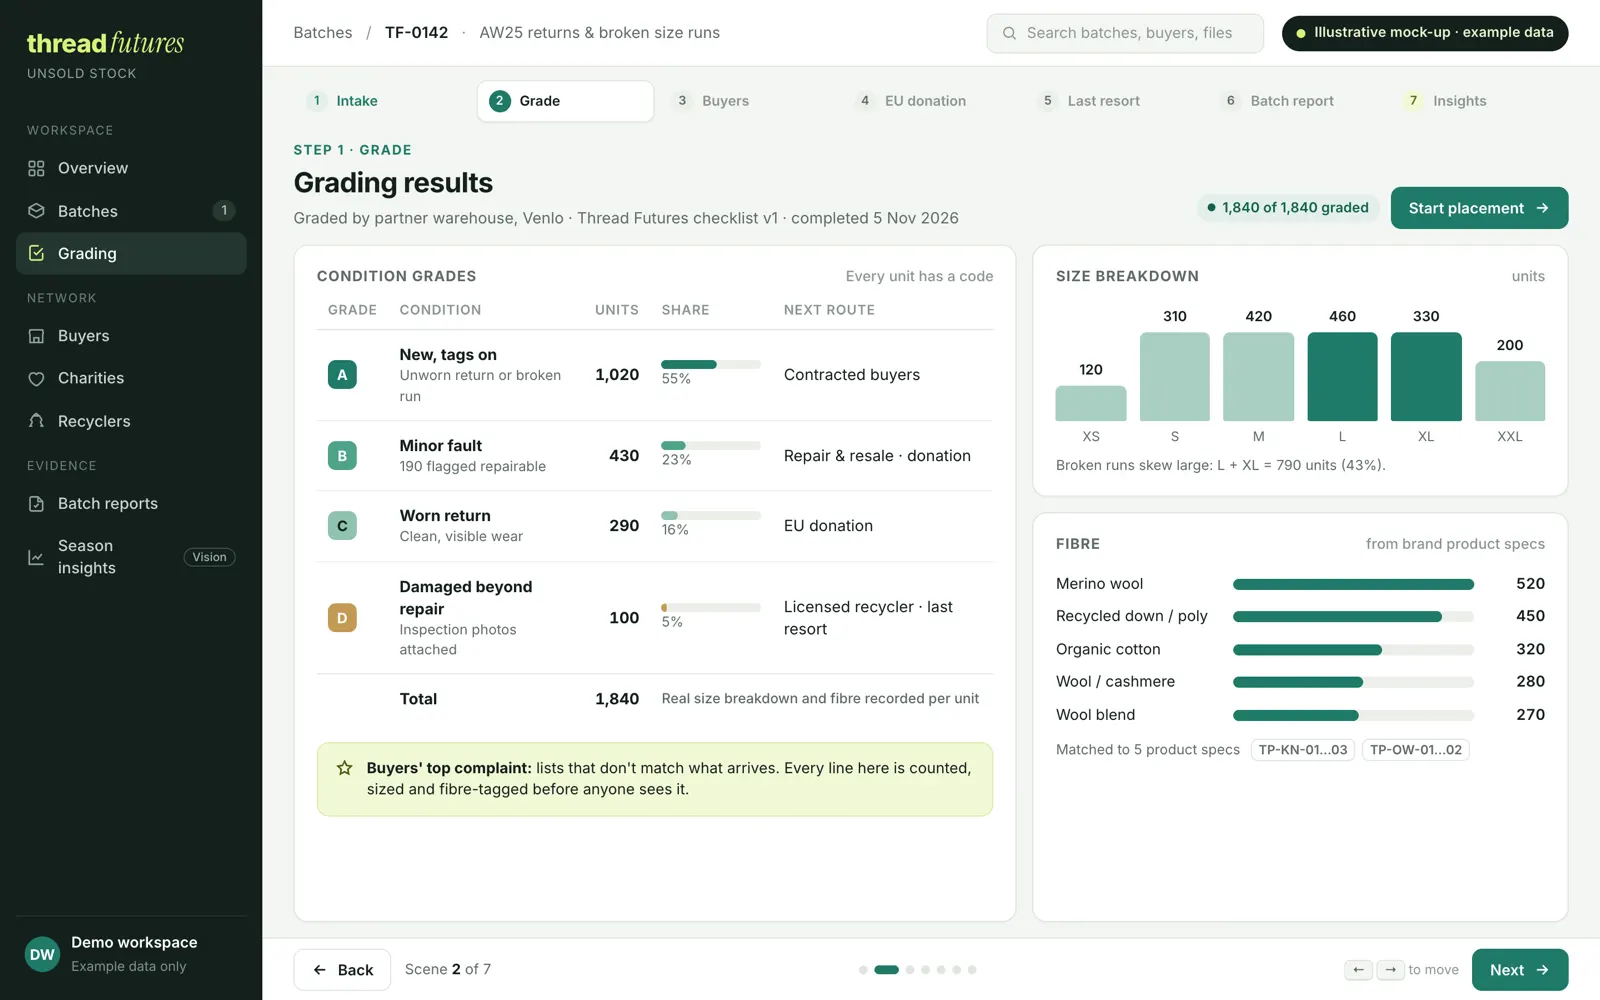 thread futures
UNSOLD STOCK
WORKSPACE
Overview
Batches 1
Grading
NETWORK
Buyers
Charities
Recyclers
EVIDENCE
Batch reports
Season insights Vision
DW Demo workspace
Example data only
Batches / TF-0142 · AW25 returns & broken size runs
Search batches, buyers, files
Illustrative mock-up · example data
1 Intake
2 Grade
3 Buyers
4 EU donation
5 Last resort
6 Batch report
7 Insights
STEP 1 · GRADE
Grading results
Graded by partner warehouse, Venlo · Thread Futures checklist v1 · completed 5 Nov 2026
1,840 of 1,840 graded
Start placement →
CONDITION GRADES Every unit has a code
GRADE CONDITION UNITS SHARE NEXT ROUTE
A New, tags on
Unworn return or broken
run
1,020 55% Contracted buyers
B Minor fault
190 flagged repairable
430 23% Repair & resale · donation
C Worn return
Clean, visible wear
290 16% EU donation
D Damaged beyond
repair
Inspection photos
attached
100 5% Licensed recycler · last
resort
Total 1,840 Real size breakdown and fibre recorded per unit
Buyers' top complaint: lists that don't match what arrives. Every line here is counted,
sized and fibre-tagged before anyone sees it.
SIZE BREAKDOWN units
120 310 420 460 330 200
XS S M L XL XXL
Broken runs skew large: L + XL = 790 units (43%).
FIBRE from brand product specs
Merino wool 520
Recycled down / poly 450
Organic cotton 320
Wool / cashmere 280
Wool blend 270
Matched to 5 product specs TP-KN-01…03 TP-OW-01…02
← Back
Scene 2 of 7
← → to move
Next →